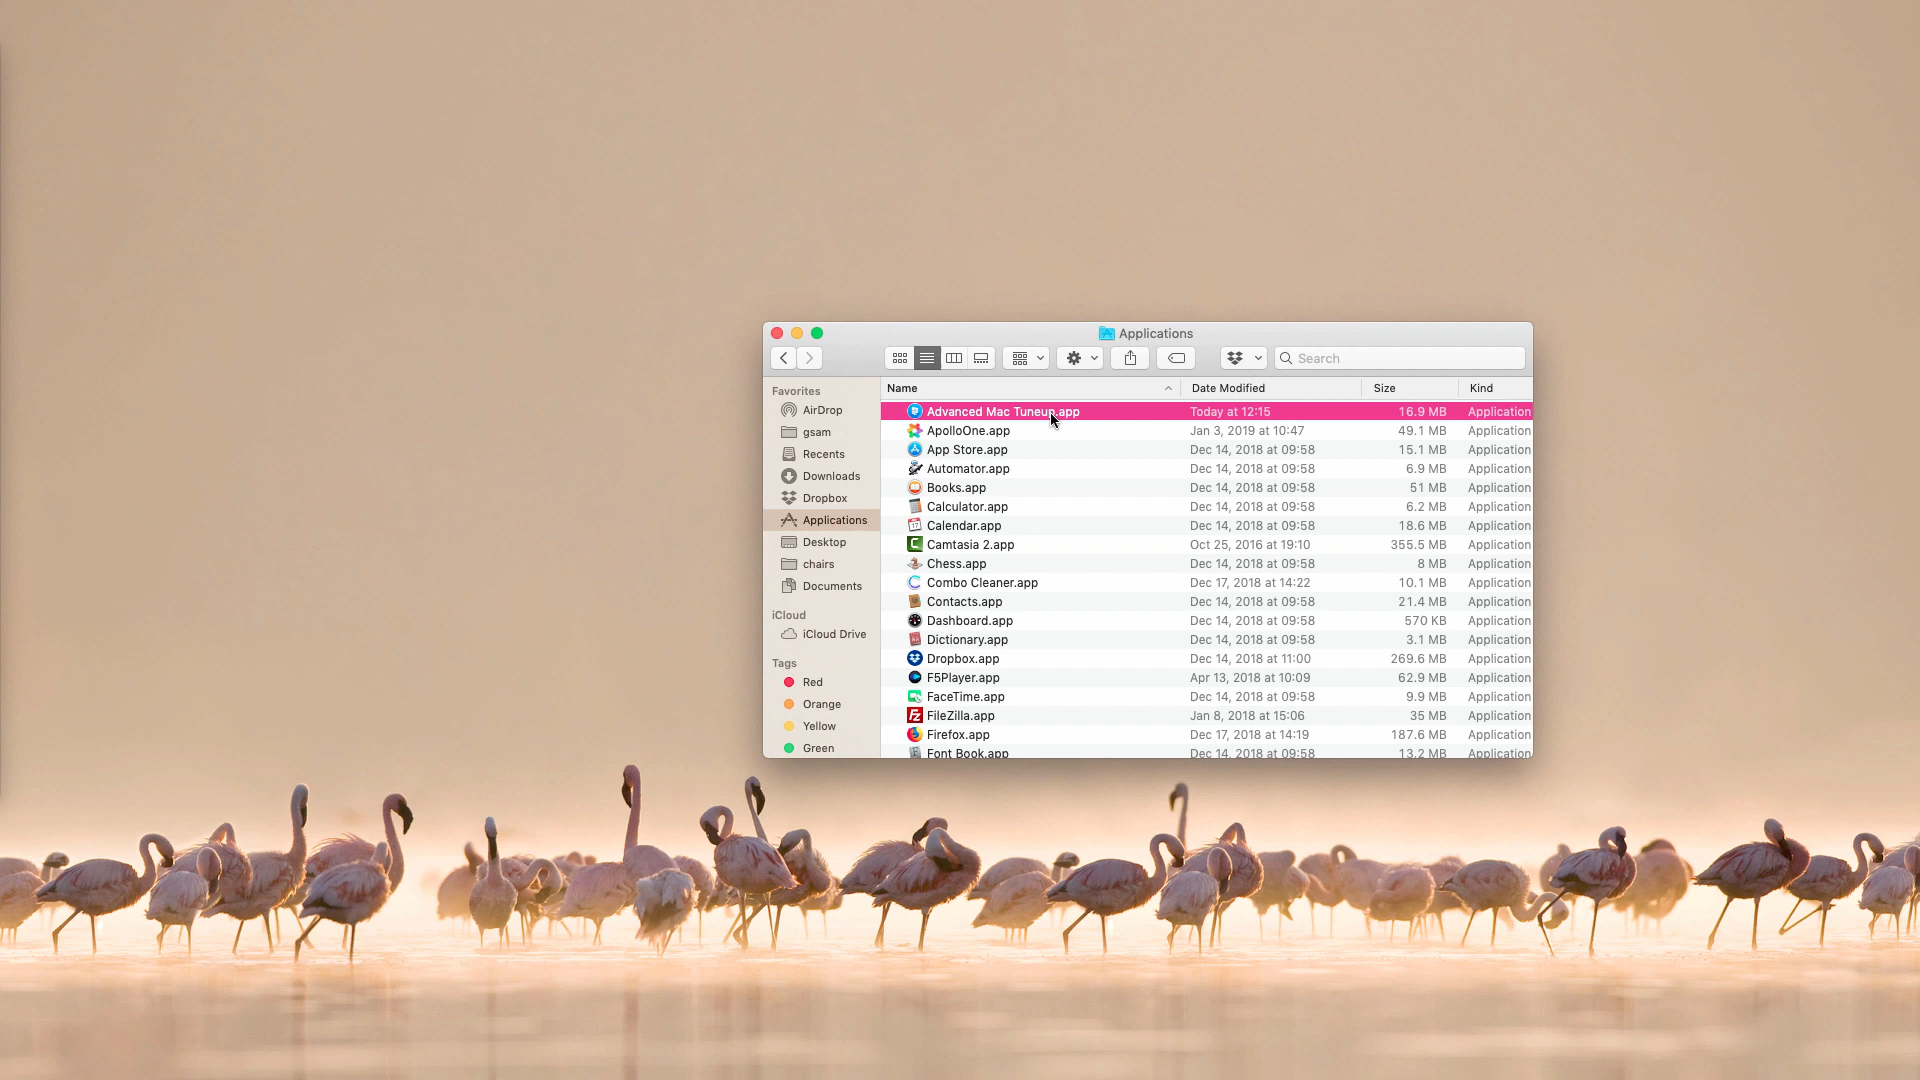 Applications
Search
Favorites
AirDrop
gsam
Recents
Downloads
Dropbox
Applications
Desktop
chairs
Documents
iCloud
iCloud Drive
Tags
Red
Orange
Yellow
Green
Name Date Modified Size Kind
Advanced Mac Tuneup.app Today at 12:15 16.9 MB Application
ApolloOne.app Jan 3, 2019 at 10:47 49.1 MB Application
App Store.app Dec 14, 2018 at 09:58 15.1 MB Application
Automator.app Dec 14, 2018 at 09:58 6.9 MB Application
Books.app Dec 14, 2018 at 09:58 51 MB Application
Calculator.app Dec 14, 2018 at 09:58 6.2 MB Application
Calendar.app Dec 14, 2018 at 09:58 18.6 MB Application
Camtasia 2.app Oct 25, 2016 at 19:10 355.5 MB Application
Chess.app Dec 14, 2018 at 09:58 8 MB Application
Combo Cleaner.app Dec 17, 2018 at 14:22 10.1 MB Application
Contacts.app Dec 14, 2018 at 09:58 21.4 MB Application
Dashboard.app Dec 14, 2018 at 09:58 570 KB Application
Dictionary.app Dec 14, 2018 at 09:58 3.1 MB Application
Dropbox.app Dec 14, 2018 at 11:00 269.6 MB Application
F5Player.app Apr 13, 2018 at 10:09 62.9 MB Application
FaceTime.app Dec 14, 2018 at 09:58 9.9 MB Application
FileZilla.app Jan 8, 2018 at 15:06 35 MB Application
Firefox.app Dec 17, 2018 at 14:19 187.6 MB Application
Font Book.app Dec 14, 2018 at 09:58 13.2 MB Application